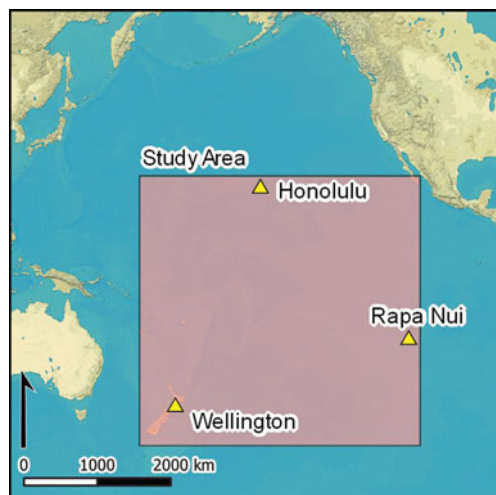 Study Area
Honolulu
Rapa Nui
Wellington
0 1000 2000 km